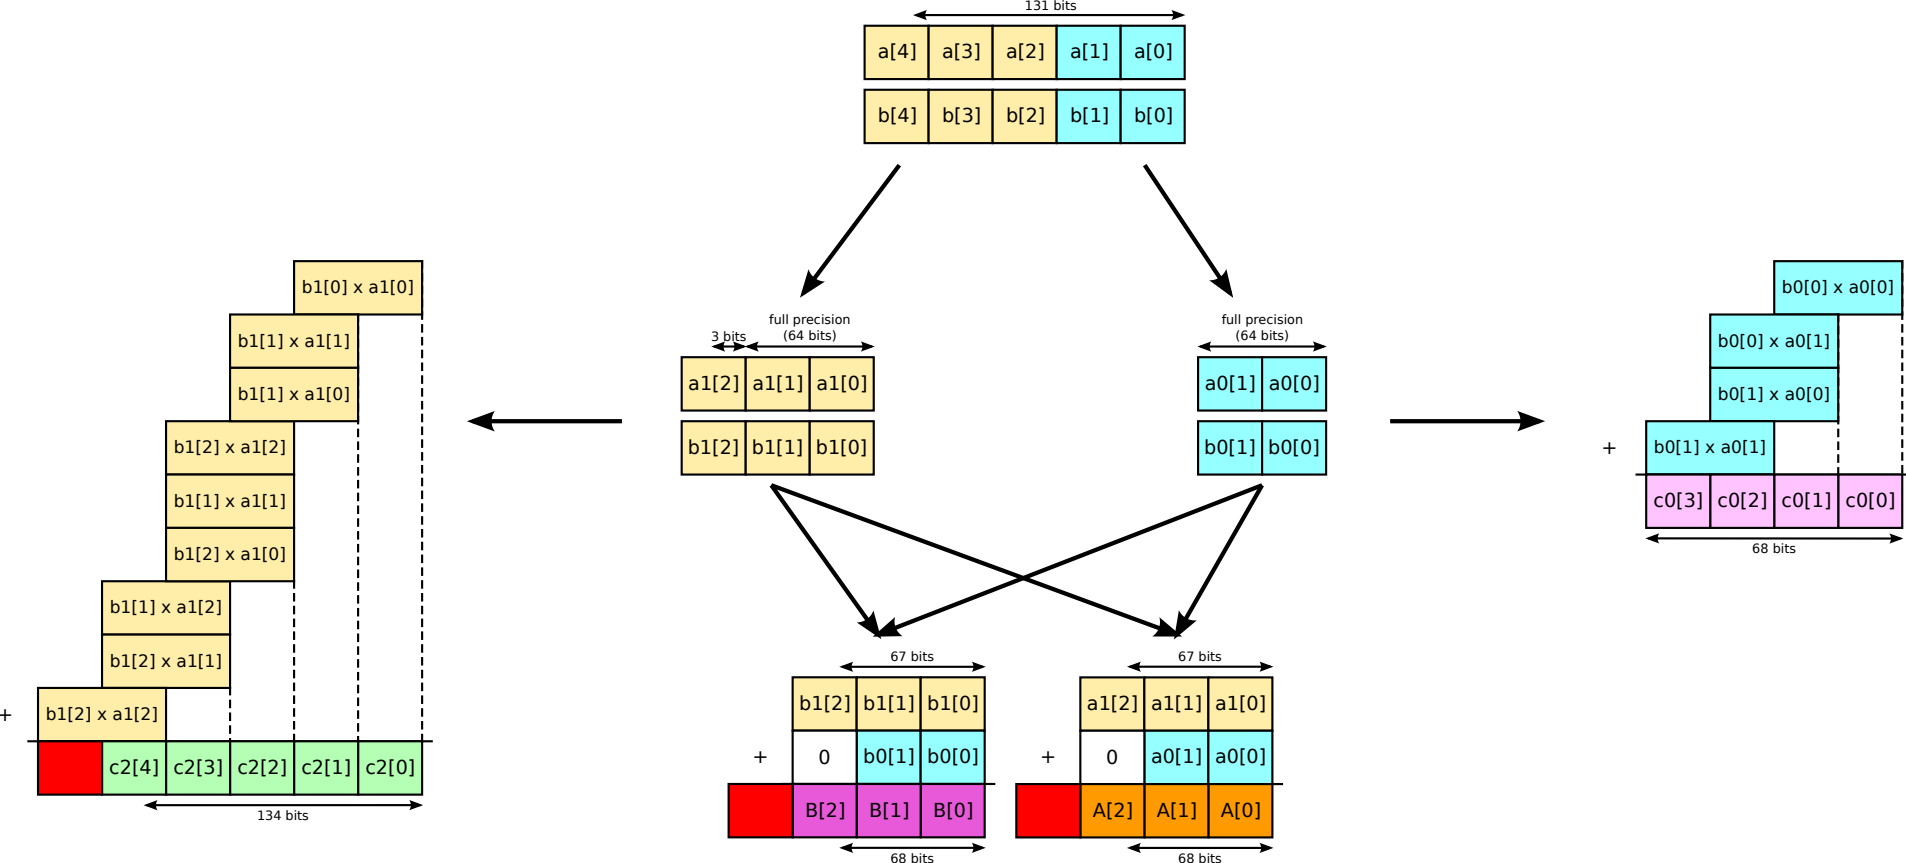 131 bits
a[4] a[3] a[2] a[1] a[0]
b[4] b[3] b[2] b[1] b[0]
b1[0] x a1[0]
b1[1] x a1[1]
b1[1] x a1[0]
b1[2] x a1[2]
b1[1] x a1[1]
b1[2] x a1[0]
b1[1] x a1[2]
b1[2] x a1[1]
+ b1[2] x a1[2]
c2[4] c2[3] c2[2] c2[1] c2[0]
134 bits
full precision
3 bits (64 bits)
a1[2] a1[1] a1[0]
b1[2] b1[1] b1[0]
full precision
(64 bits)
a0[1] a0[0]
b0[1] b0[0]
b0[0] x a0[0]
b0[0] x a0[1]
b0[1] x a0[0]
+ b0[1] x a0[1]
c0[3] c0[2] c0[1] c0[0]
68 bits
67 bits
b1[2] b1[1] b1[0]
+ 0 b0[1] b0[0]
B[2] B[1] B[0]
68 bits
67 bits
a1[2] a1[1] a1[0]
+ 0 a0[1] a0[0]
A[2] A[1] A[0]
68 bits